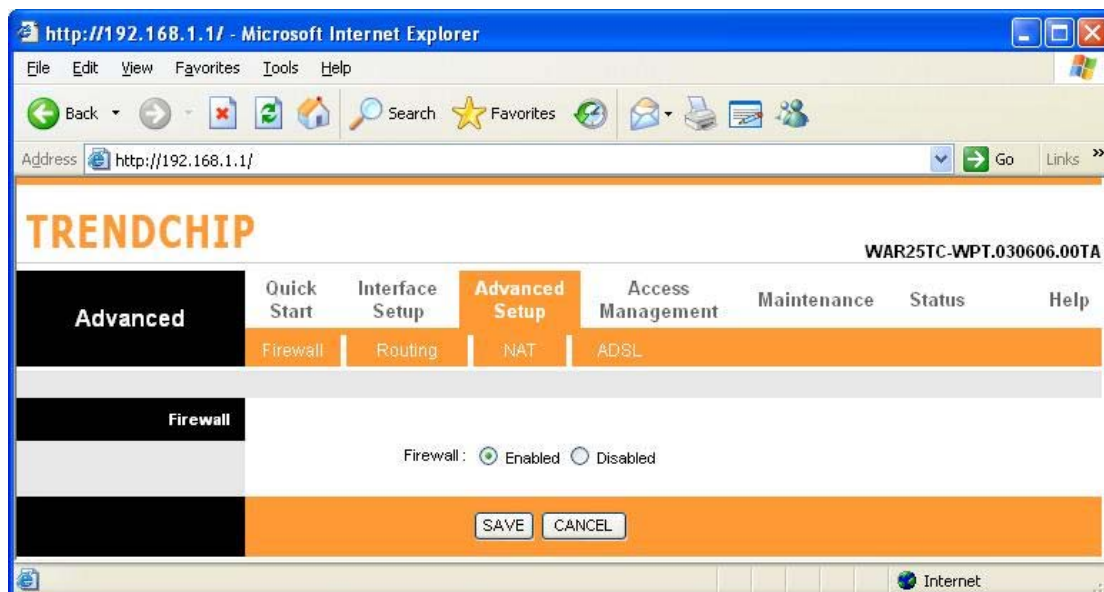 http://192.168.1.1/ - Microsoft Internet Explorer
File Edit View Favorites Tools Help
Back Search Favorites
Address http://192.168.1.1/ Go Links »
TRENDCHIP
WAR25TC-WPT.030606.00TA
Advanced
Quick Start
Interface Setup
Advanced Setup
Access Management
Maintenance
Status
Help
Firewall Routing NAT ADSL
Firewall
Firewall : Enabled Disabled
SAVE CANCEL
Internet